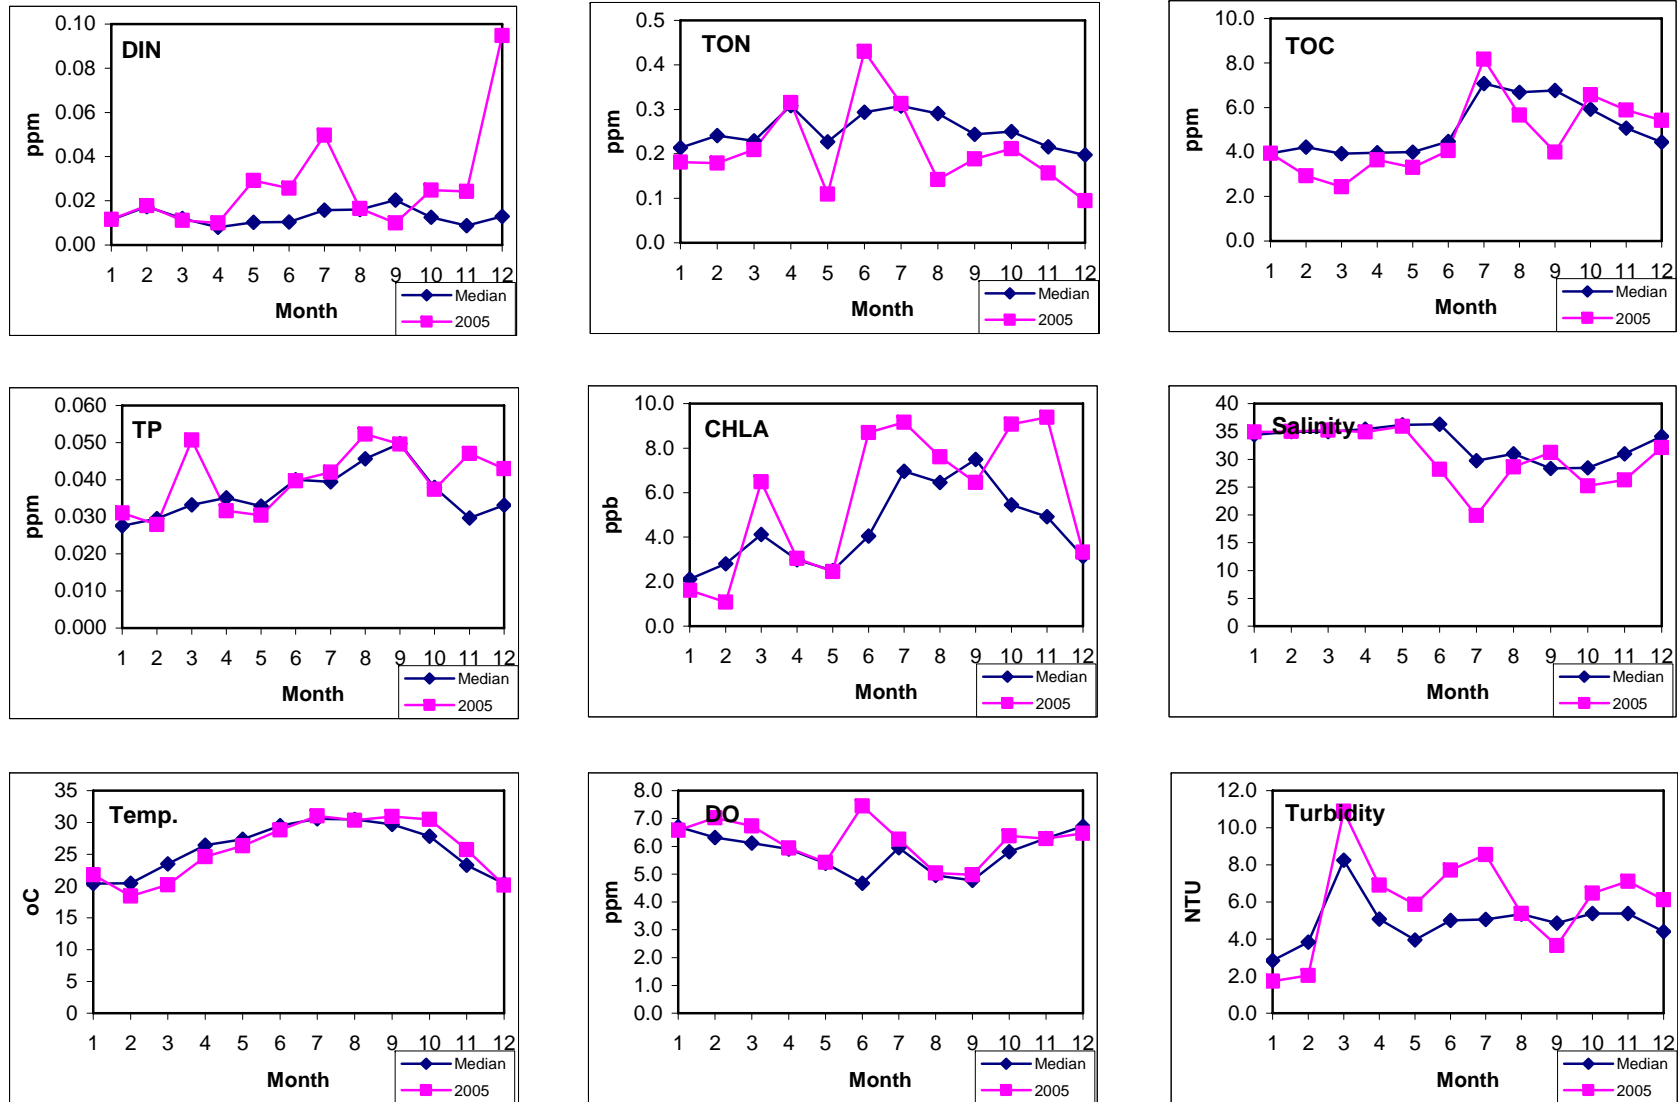 DIN
ppm
0.10
0.08
0.06
0.04
0.02
0.00
1 2 3 4 5 6 7 8 9 10 11 12
Month
Median
2005
TON
ppm
0.5
0.4
0.3
0.2
0.1
0.0
1 2 3 4 5 6 7 8 9 10 11 12
Month
Median
2005
TOC
ppm
10.0
8.0
6.0
4.0
2.0
0.0
1 2 3 4 5 6 7 8 9 10 11 12
Month
Median
2005
TP
ppm
0.060
0.050
0.040
0.030
0.020
0.010
0.000
1 2 3 4 5 6 7 8 9 10 11 12
Month
Median
2005
CHLA
ppb
10.0
8.0
6.0
4.0
2.0
0.0
1 2 3 4 5 6 7 8 9 10 11 12
Month
Median
2005
Salinity
40
35
30
25
20
15
10
5
0
1 2 3 4 5 6 7 8 9 10 11 12
Month
Median
2005
Temp.
oC
35
30
25
20
15
10
5
0
1 2 3 4 5 6 7 8 9 10 11 12
Month
Median
2005
DO
ppm
8.0
7.0
6.0
5.0
4.0
3.0
2.0
1.0
0.0
1 2 3 4 5 6 7 8 9 10 11 12
Month
Median
2005
Turbidity
NTU
12.0
10.0
8.0
6.0
4.0
2.0
0.0
1 2 3 4 5 6 7 8 9 10 11 12
Month
Median
2005